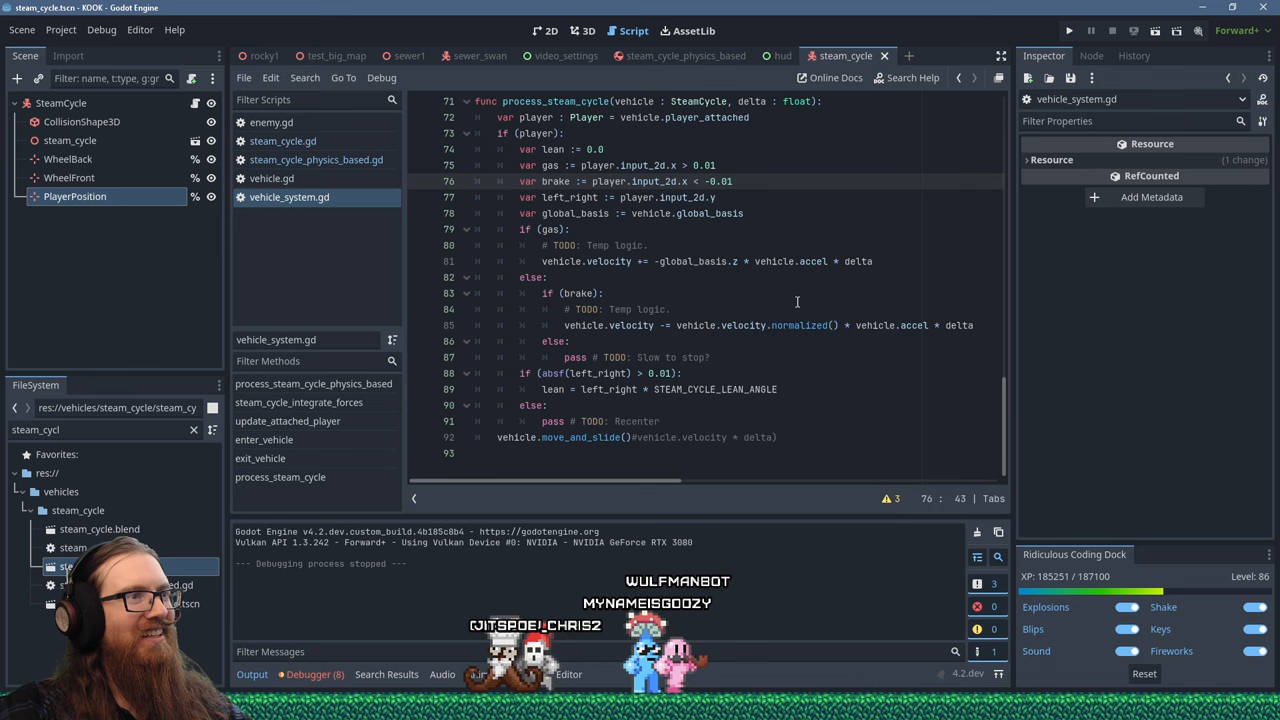 steam_cycle.tscn - KOOK - Godot Engine
Scene Project Debug Editor Help
2D 3D Script AssetLib
Forward+
Scene Import
rocky1 test_big_map sewer1 sewer_swan video_settings steam_cycle_physics_based hud steam_cycle
Inspector Node History
Filter: name, t:type, g:gr
File Edit Search Go To Debug
Online Docs Search Help
SteamCycle
CollisionShape3D
steam_cycle
WheelBack
WheelFront
PlayerPosition
Filter Scripts
enemy.gd
steam_cycle.gd
steam_cycle_physics_based.gd
vehicle.gd
vehicle_system.gd
vehicle_system.gd
Filter Methods
process_steam_cycle_physics_based
steam_cycle_integrate_forces
update_attached_player
enter_vehicle
exit_vehicle
process_steam_cycle
71 func process_steam_cycle(vehicle : SteamCycle, delta : float):
72 var player : Player = vehicle.player_attached
73 if (player):
74 var lean := 0.0
75 var gas := player.input_2d.x > 0.01
76 var brake := player.input_2d.x < -0.01
77 var left_right := player.input_2d.y
78 var global_basis := vehicle.global_basis
79 if (gas):
80 # TODO: Temp logic.
81 vehicle.velocity += -global_basis.z * vehicle.accel * delta
82 else:
83 if (brake):
84 # TODO: Temp logic.
85 vehicle.velocity -= vehicle.velocity.normalized() * vehicle.accel * delta
86 else:
87 pass # TODO: Slow to stop?
88 if (absf(left_right) > 0.01):
89 lean = left_right * STEAM_CYCLE_LEAN_ANGLE
90 else:
91 pass # TODO: Recenter
92 vehicle.move_and_slide()#vehicle.velocity * delta)
93
3 76 : 43 | Tabs
vehicle_system.gd
Filter Properties
Resource
Resource (1 change)
RefCounted
Add Metadata
FileSystem
res://vehicles/steam_cycle/steam_cy
steam_cycl
Favorites:
res://
vehicles
steam_cycle
steam_cycle.blend
steam
Godot Engine v4.2.dev.custom_build.4b185c8b4 - https://godotengine.org
Vulkan API 1.3.242 - Forward+ - Using Vulkan Device #0: NVIDIA - NVIDIA GeForce RTX 3080
--- Debugging process stopped ---
3
0
0
1
Filter Messages
Output Debugger (8) Search Results Audio Editor
4.2.dev
Ridiculous Coding Dock
XP: 185251 / 187100 Level: 86
Explosions Shake
Blips Keys
Sound Fireworks
Reset
WULFMANBOT
MYNAMEISGOOZY